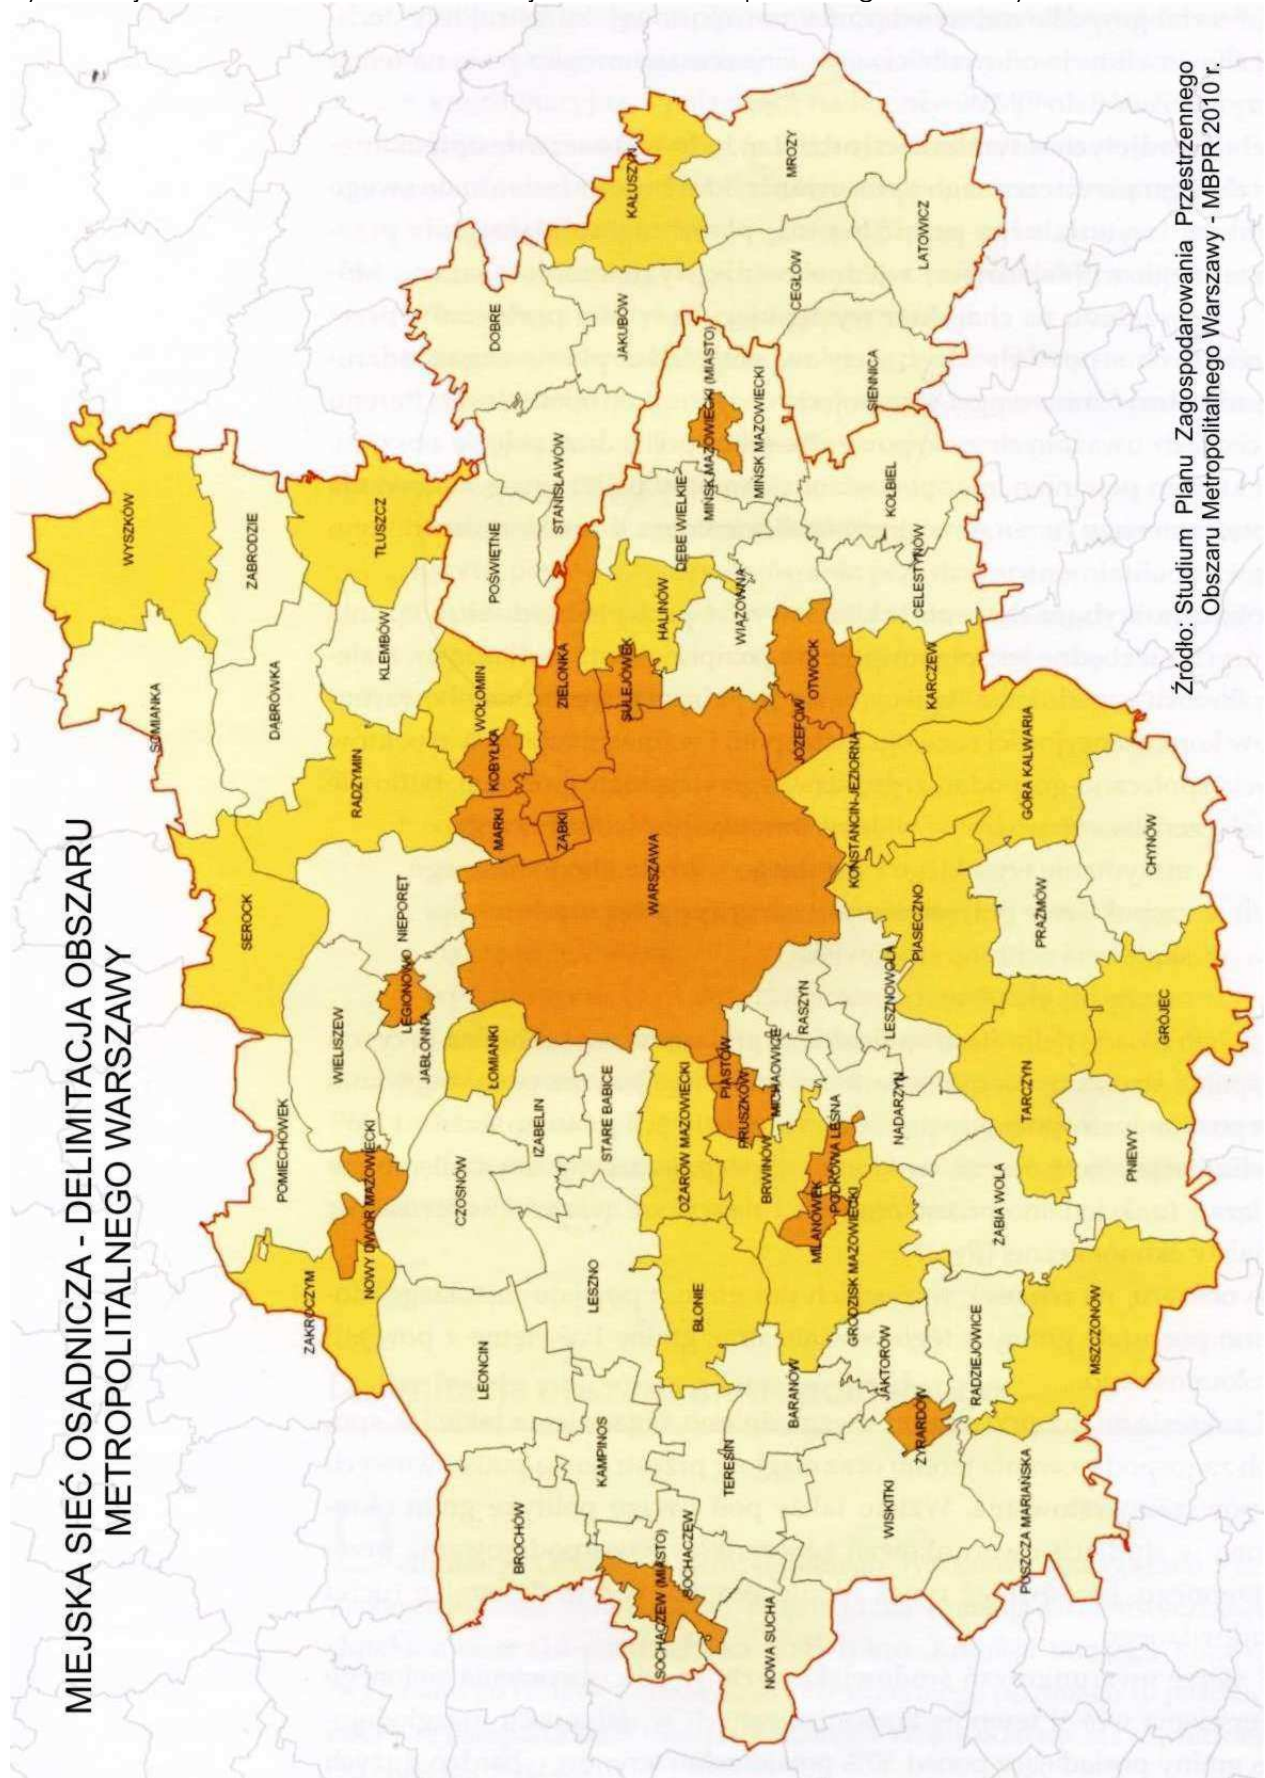 MIEJSKA SIEĆ OSADNICZA - DELIMITACJA OBSZARU
METROPOLITALNEGO WARSZAWY
WYSZKÓW
SOMIANKA
ZABRODZIE
DĄBRÓWKA
TŁUSZCZ
KLEMBÓW
SEROCK
RADZYMIN
POMIECHÓWEK
WIELISZEW
NIEPORĘT
LEGIONOWO
JABŁONNA
ZAKROCZYM
NOWY DWÓR MAZOWIECKI
ŁOMIANKI
CZOSNÓW
IZABELIN
LEONCIN
MARKI
KOBYŁKA
WOŁOMIN
ZĄBKI
ZIELONKA
POŚWIĘTNE
STANISŁAWÓW
DOBRE
JAKUBÓW
KAŁUSZYN
BROCHÓW
KAMPINOS
LESZNO
STARE BABICE
WARSZAWA
SULEJÓWEK
HALINÓW
DĘBE WIELKIE
MIŃSK MAZOWIECKI (MIASTO)
MIŃSK MAZOWIECKI
CEGŁÓW
MROZY
SOCHACZEW (MIASTO)
SOCHACZEW
TERESIN
BŁONIE
OŻARÓW MAZOWIECKI
PIASTÓW
PRUSZKÓW
MICHAŁOWICE
BRWINÓW
RASZYN
WIĄZOWNA
JÓZEFÓW
OTWOCK
NOWA SUCHA
BARANÓW
MILANÓWEK
PODKOWA LEŚNA
GRODZISK MAZOWIECKI
NADARZYN
LESZNOWOLA
KONSTANCIN-JEZIORNA
PIASECZNO
KARCZEW
CELESTYNÓW
KOŁBIEL
SIENNICA
LATOWICZ
WISKITKI
JAKTORÓW
ŻYRARDÓW
RADZIEJOWICE
ŻABIA WOLA
TARCZYN
PRAŻMÓW
GÓRA KALWARIA
PUSZCZA MARIAŃSKA
MSZCZONÓW
PNIEWY
GRÓJEC
CHYNÓW
Źródło: Studium Planu Zagospodarowania Przestrzennego
Obszaru Metropolitalnego Warszawy - MBPR 2010 r.